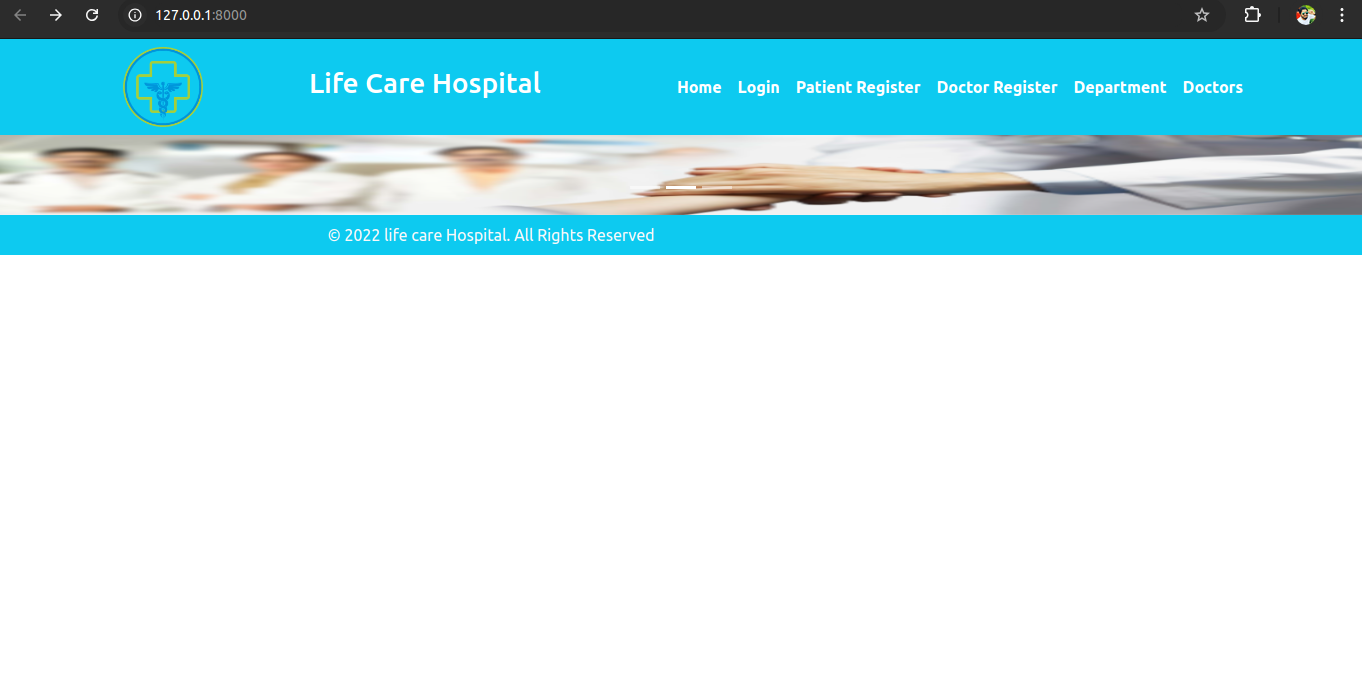 127.0.0.1:8000
Life Care Hospital
Home Login Patient Register Doctor Register Department Doctors
© 2022 life care Hospital. All Rights Reserved